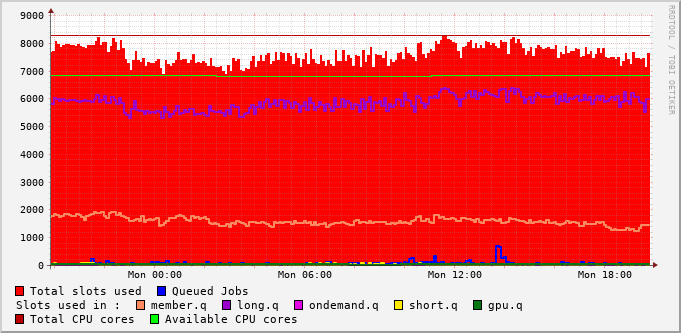 9000
8000
7000
6000
5000
4000
3000
2000
1000
0
Mon 00:00 Mon 06:00 Mon 12:00 Mon 18:00
RRDTOOL / TOBI OETIKER
Total slots used Queued Jobs
Slots used in : member.q long.q ondemand.q short.q gpu.q
Total CPU cores Available CPU cores